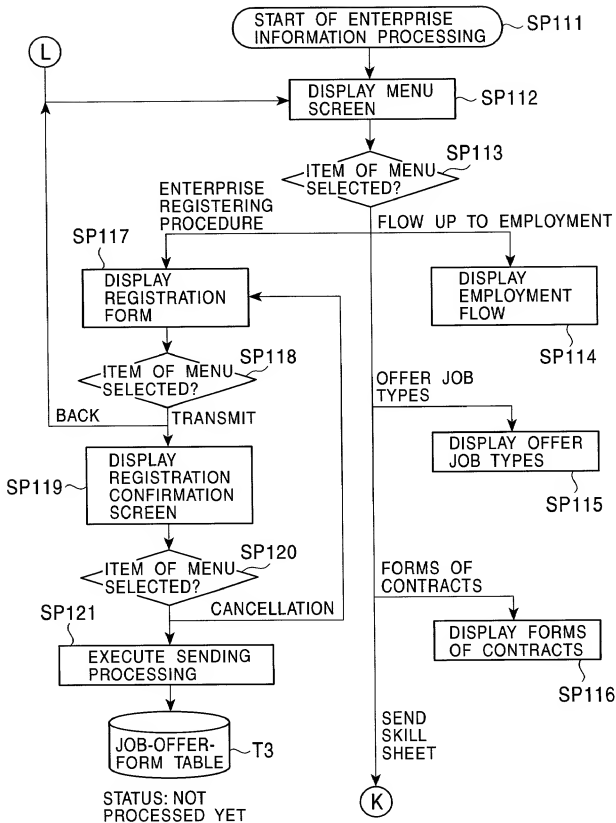 START OF ENTERPRISE
INFORMATION PROCESSING
SP111
L
DISPLAY MENU
SCREEN
SP112
SP113
ITEM OF MENU
SELECTED?
ENTERPRISE
REGISTERING
PROCEDURE
FLOW UP TO EMPLOYMENT
SP117
DISPLAY
REGISTRATION
FORM
DISPLAY
EMPLOYMENT
FLOW
SP114
SP118
ITEM OF MENU
SELECTED?
BACK
TRANSMIT
OFFER JOB
TYPES
DISPLAY OFFER
JOB TYPES
SP115
SP119
DISPLAY
REGISTRATION
CONFIRMATION
SCREEN
SP120
ITEM OF MENU
SELECTED?
CANCELLATION
FORMS OF
CONTRACTS
SP121
EXECUTE SENDING
PROCESSING
DISPLAY FORMS
OF CONTRACTS
SP116
JOB-OFFER-
FORM TABLE
T3
SEND
SKILL
SHEET
K
STATUS: NOT
PROCESSED YET